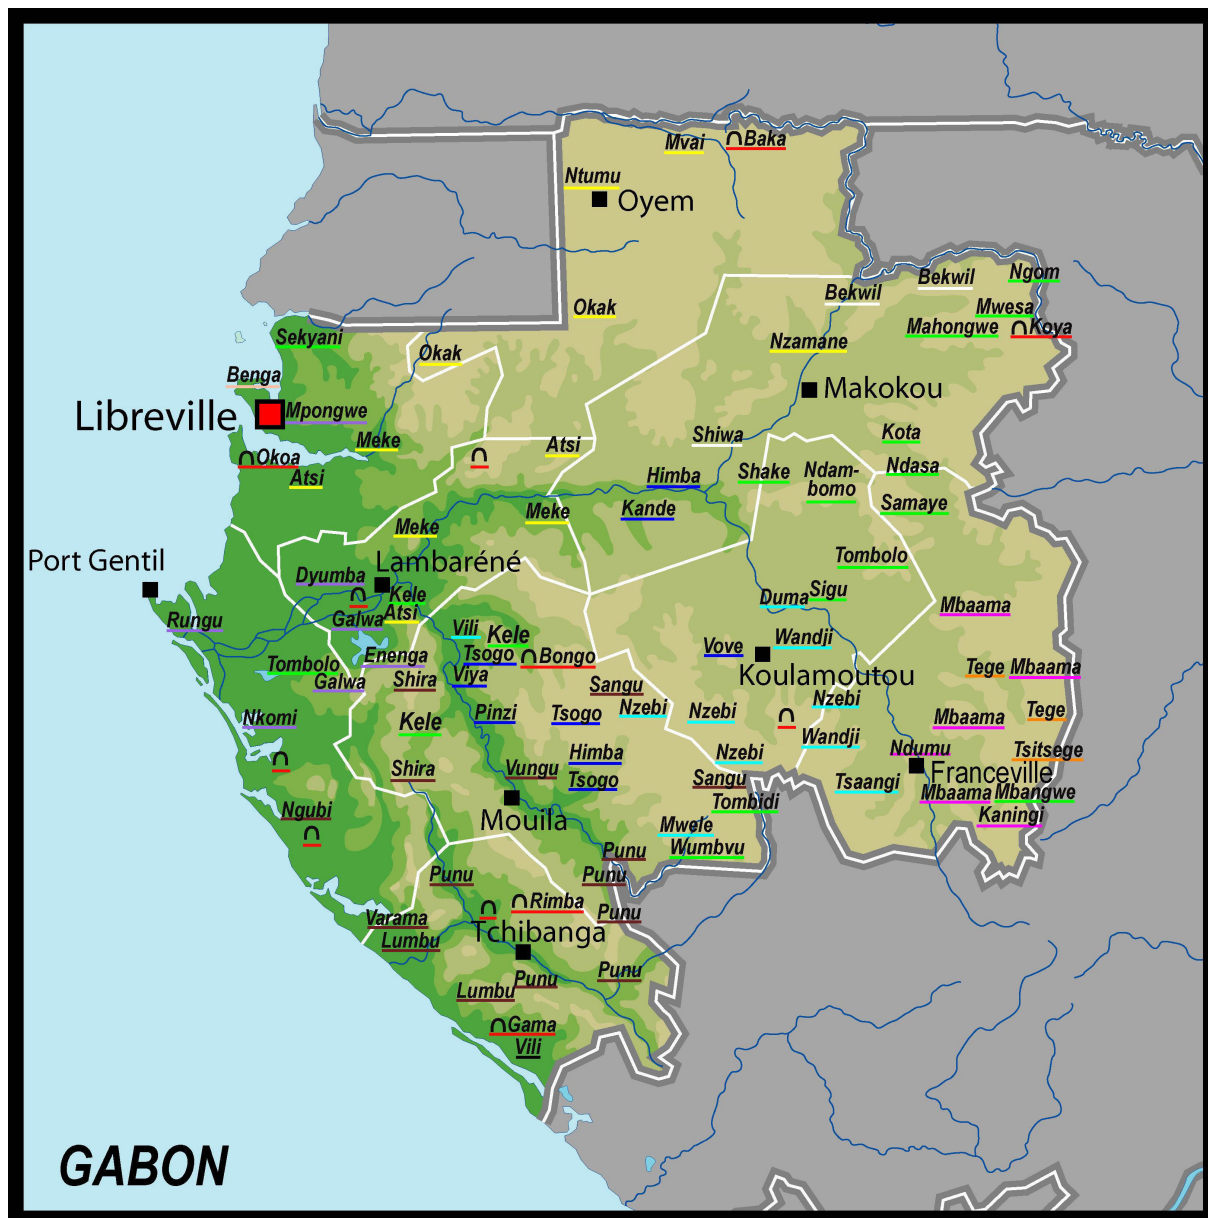 Mvai
Baka
Ntumu
Oyem
Bekwil
Ngom
Bekwil
Okak
Mwesa
Mahongwe
Koya
Sekyani
Okak
Nzamane
Benga
Makokou
Libreville
Mpongwe
Meke
Atsi
Shiwa
Kota
Okoa
Atsi
Himba
Shake
Ndam-
bomo
Ndasa
Samaye
Meke
Meke
Kande
Port Gentil
Lambaréné
Tombolo
Dyumba
Kele
Duma
Sigu
Mbaama
Rungu
Galwa
Atsi
Vili
Kele
Wandji
Tombolo
Enenga
Tsogo
Bongo
Vove
Koulamoutou
Tege
Mbaama
Galwa
Shira
Viya
Sangu
Nkomi
Kele
Pinzi
Tsogo
Nzebi
Nzebi
Nzebi
Mbaama
Tege
Wandji
Ndumu
Tsitsege
Shira
Vungu
Himba
Nzebi
Franceville
Tsogo
Sangu
Tsaangi
Mbaama
Mbangwe
Ngubi
Mouila
Tombidi
Kaningi
Mwele
Wumbvu
Punu
Punu
Punu
Rimba
Varama
Punu
Lumbu
Tchibanga
Punu
Lumbu
Punu
Gama
Vili
GABON